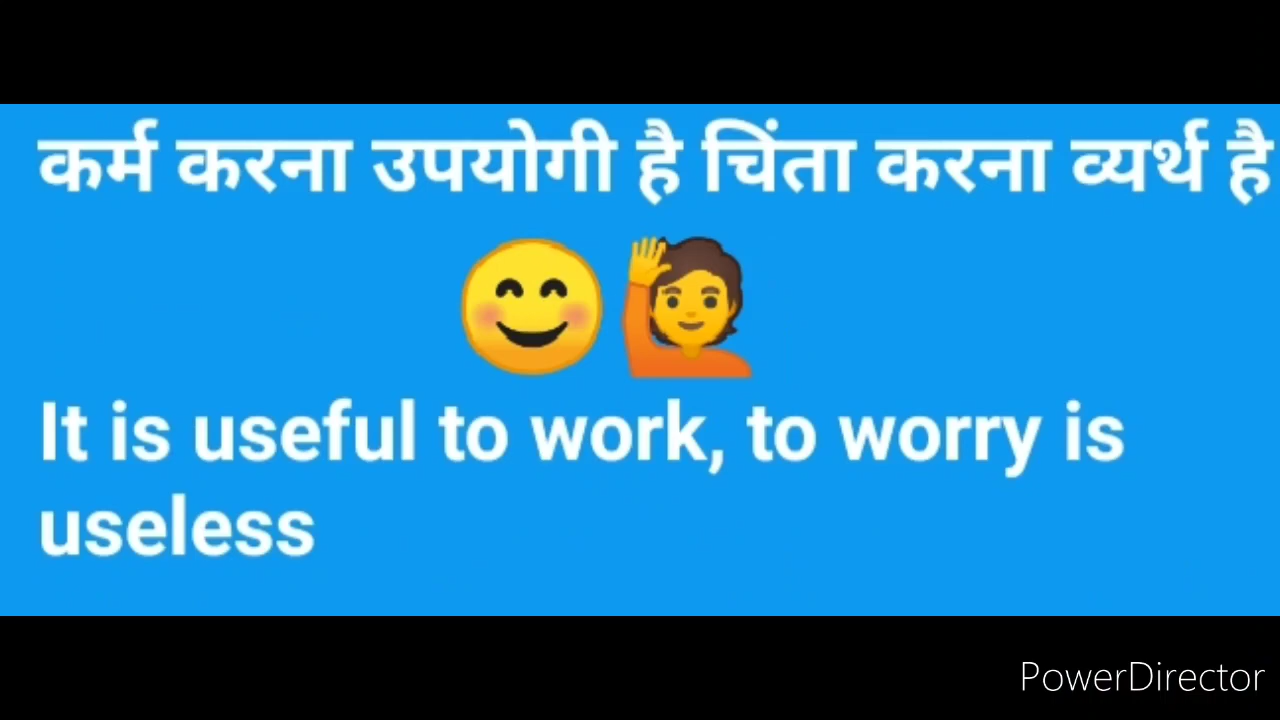 कर्म करना उपयोगी है चिंता करना व्यर्थ है
It is useful to work, to worry is
useless
PowerDirector